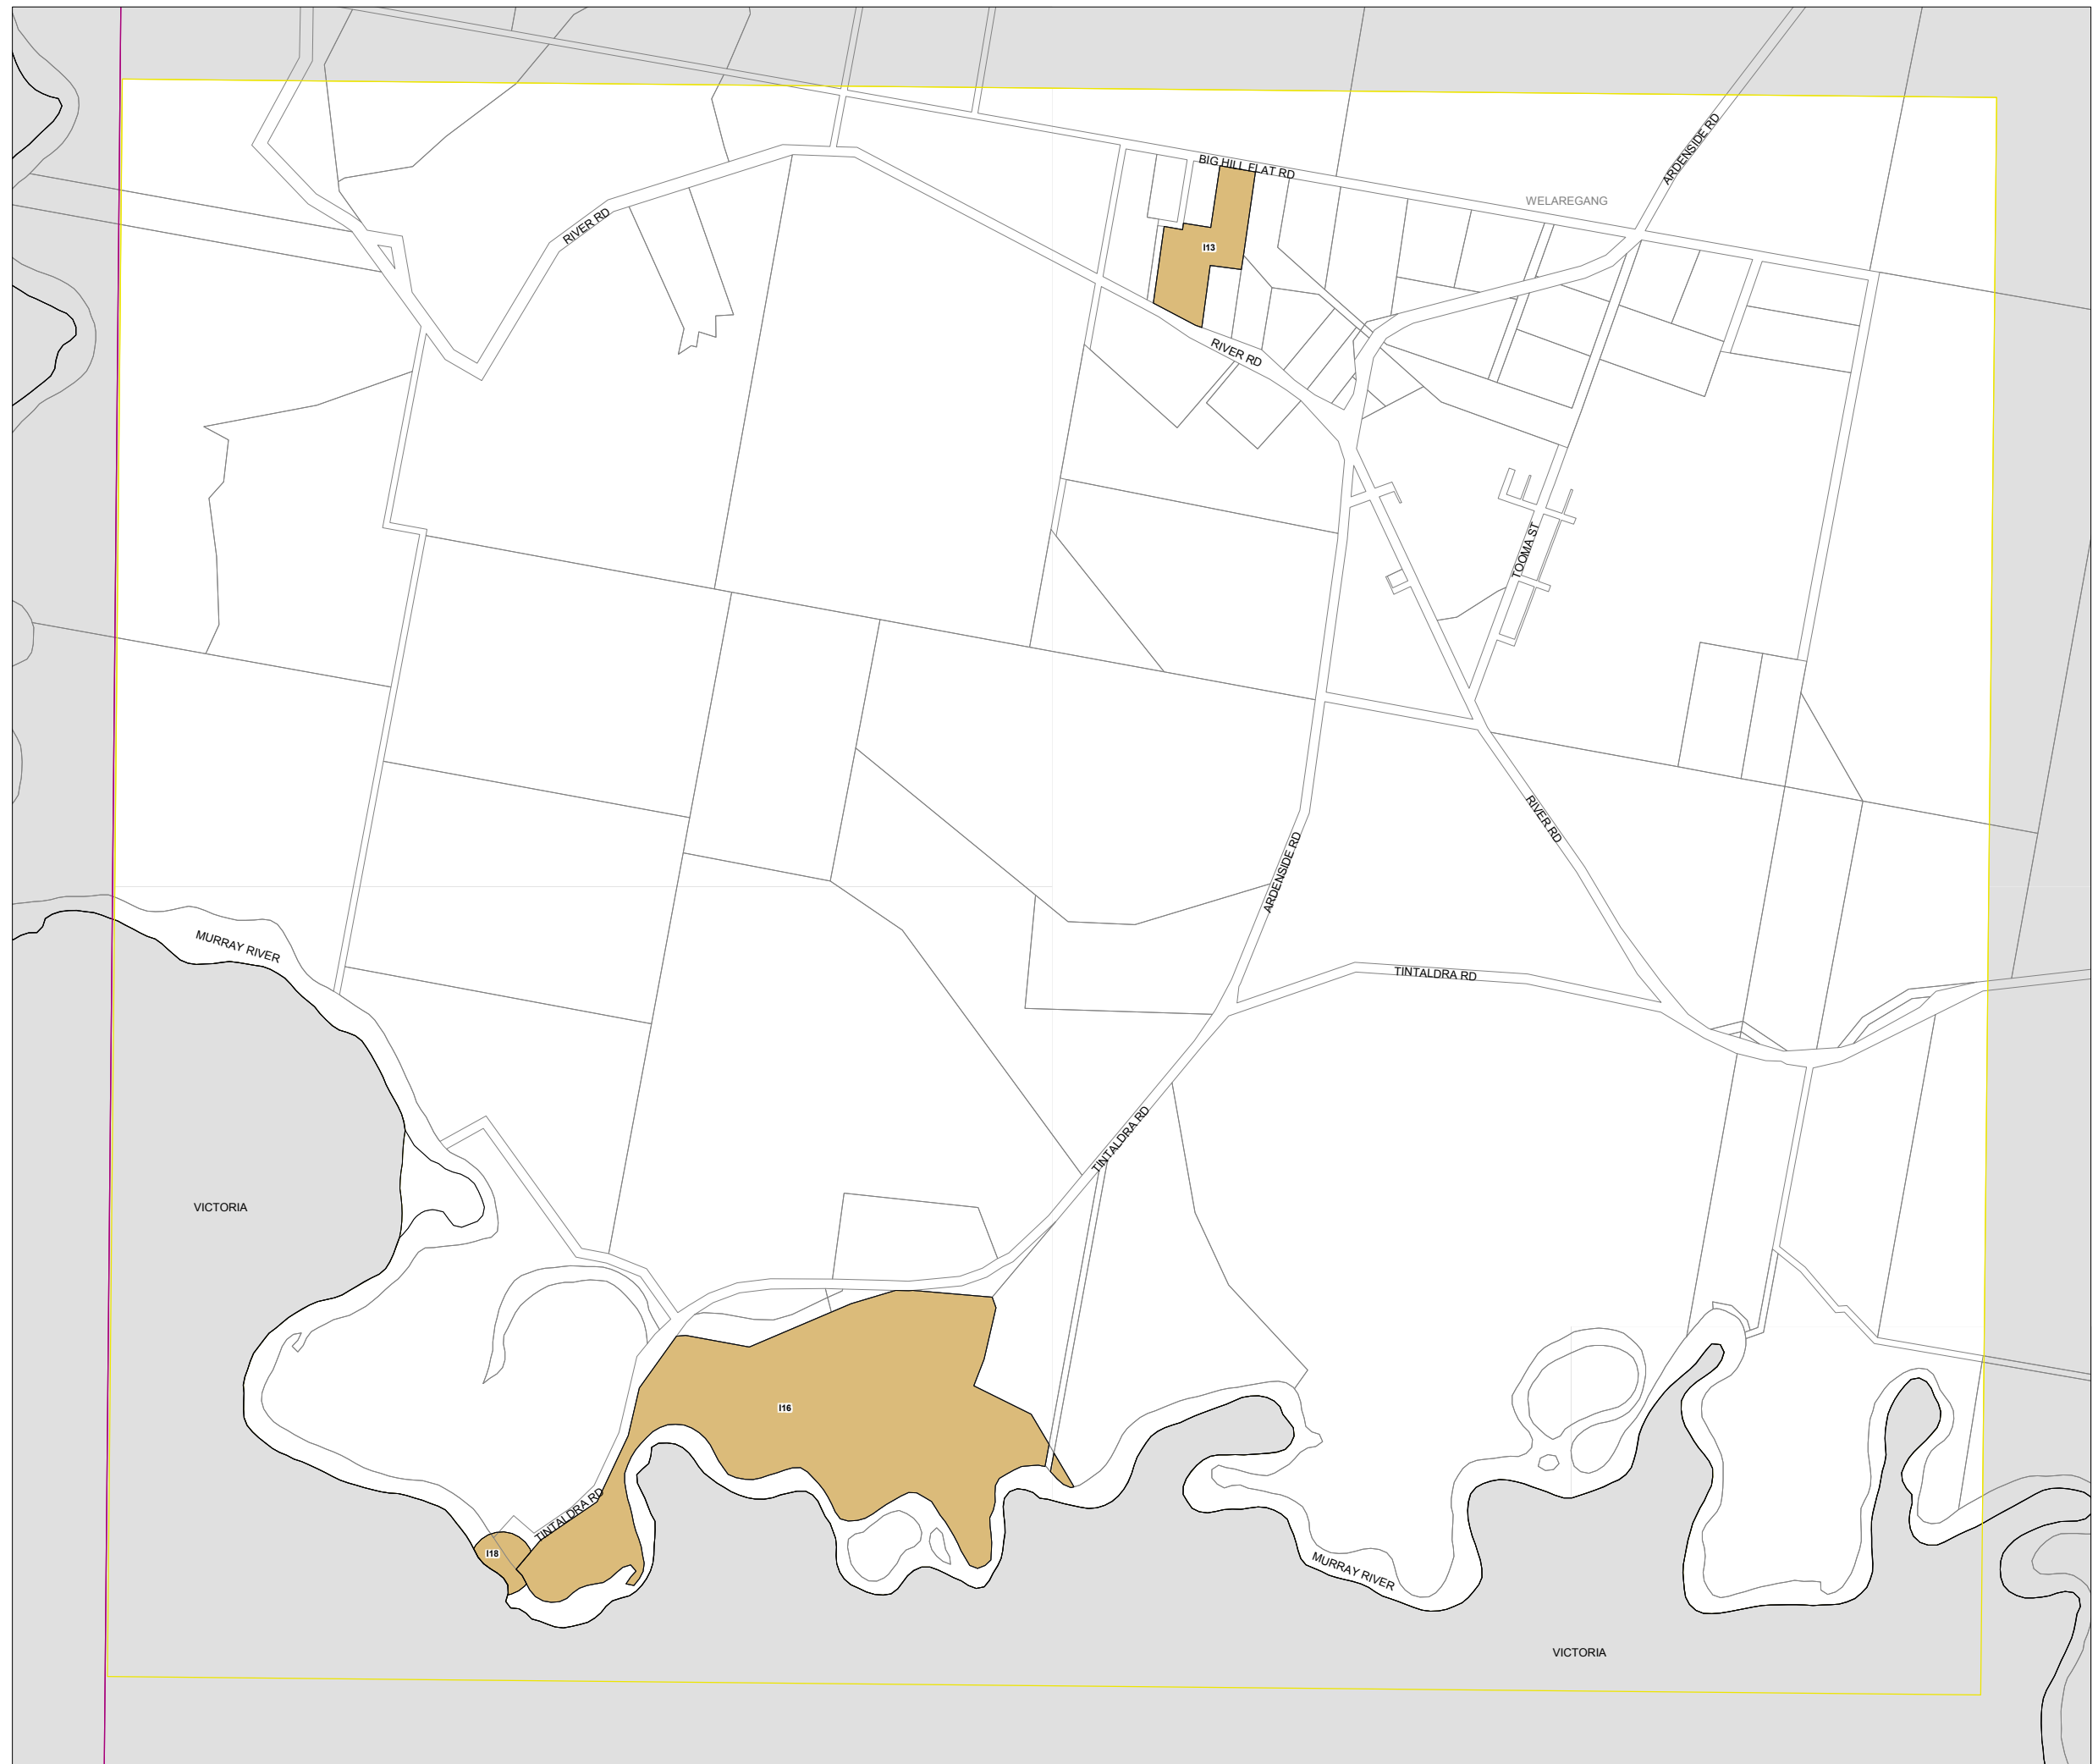 ARDENSIDE RD
BIG HILL FLAT RD
WELAREGANG
RIVER RD
I13
RIVER RD
TOOMA ST
RIVER RD
ARDENSIDE RD
MURRAY RIVER
TINTALDRA RD
TINTALDRA RD
VICTORIA
I16
TINTALDRA RD
I18
MURRAY RIVER
VICTORIA